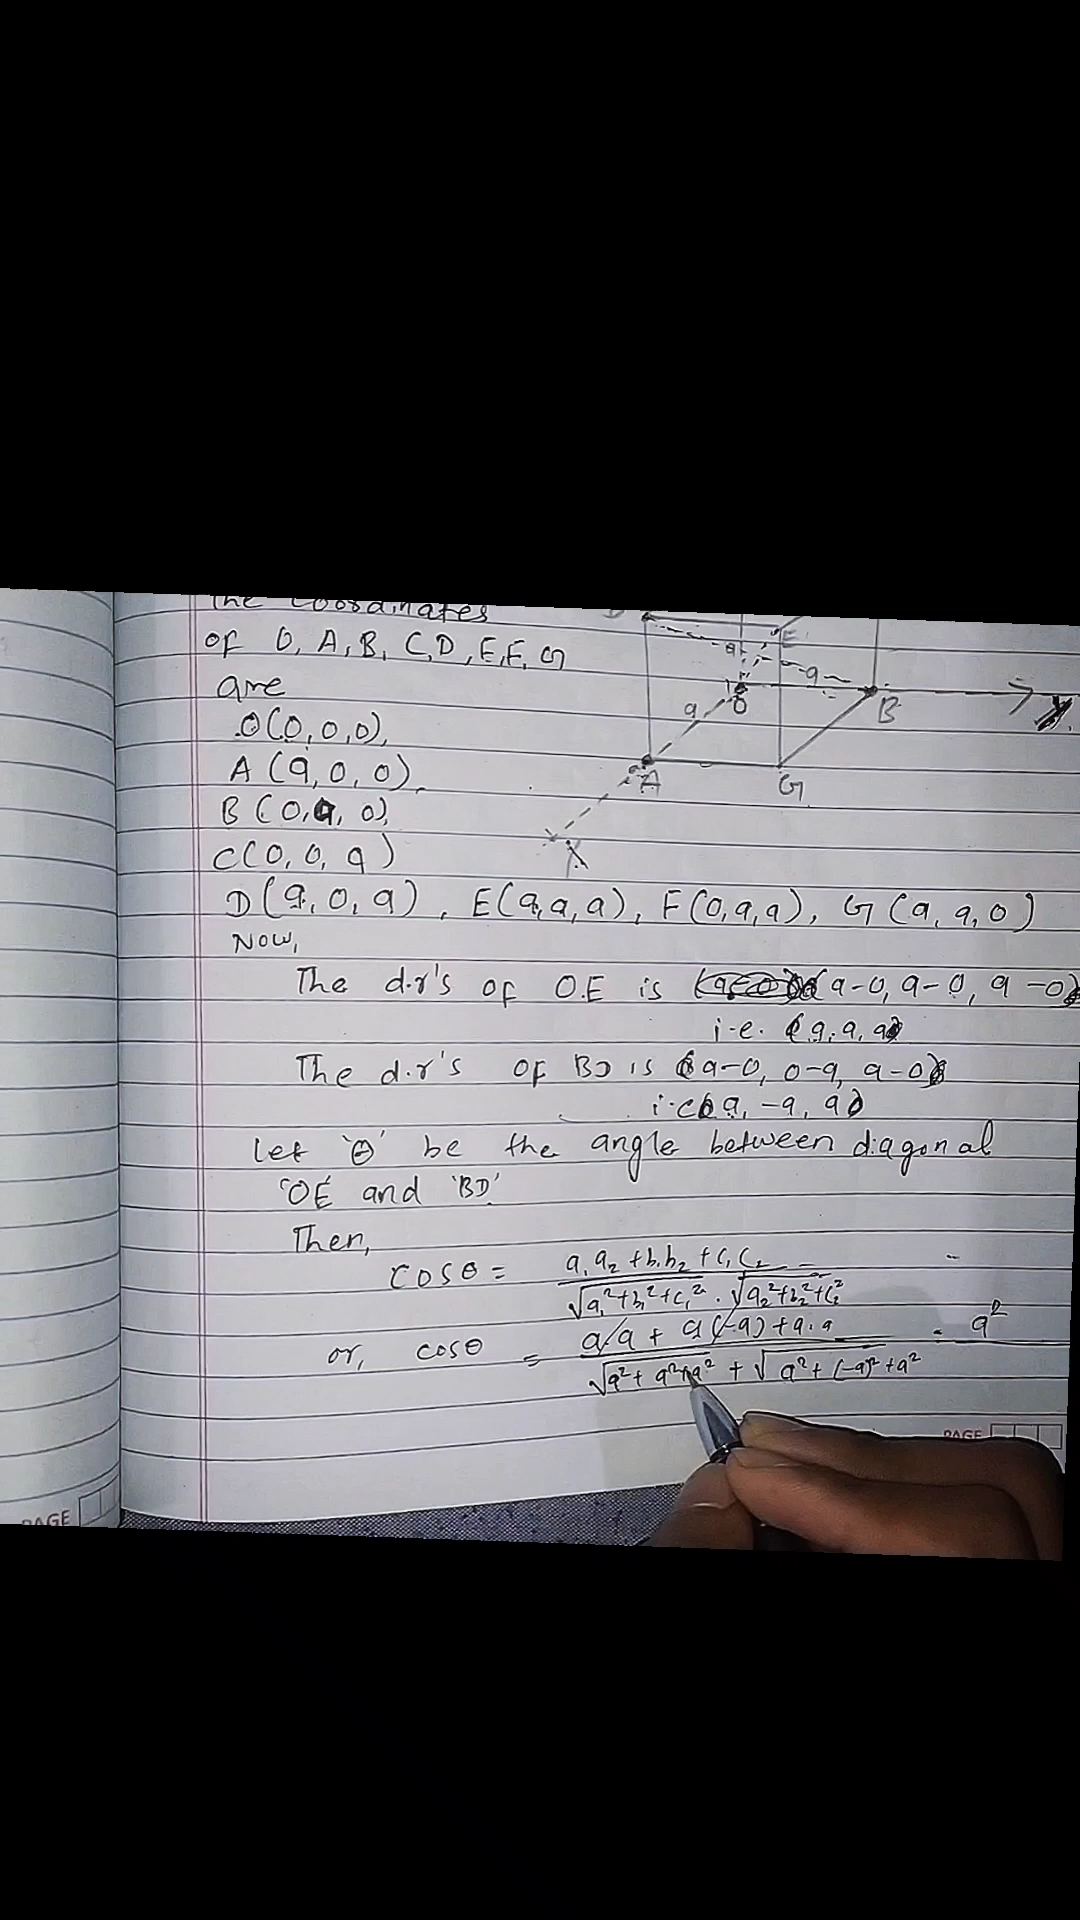 The Coordinates
of O, A, B, C, D, E, F, G
are
O(0, 0, 0),
A (a, 0, 0),
B (0, a, 0),
C(0, 0, a)
D(a, 0, a), E(a, a, a), F(0, a, a), G (a, a, 0)
Now,
The d.r's of OE is (a-0, a-0, a-0)
i.e. (a, a, a)
The d.r's of BD is (a-0, 0-a, a-0)
i.e (a, -a, a)
Let 'θ' be the angle between diagonal
'OE' and 'BD'
Then,
cosθ = a₁a₂ + b₁b₂ + c₁c₂ / √a₁²+b₁²+c₁² . √a₂²+b₂²+c₂²
or, cosθ = a.a + a(-a) + a.a / √a²+a²+a² + √a²+(-a)²+a² = a²
E
a
a
a
O
B
y
A
G
X
PAGE
PAGE